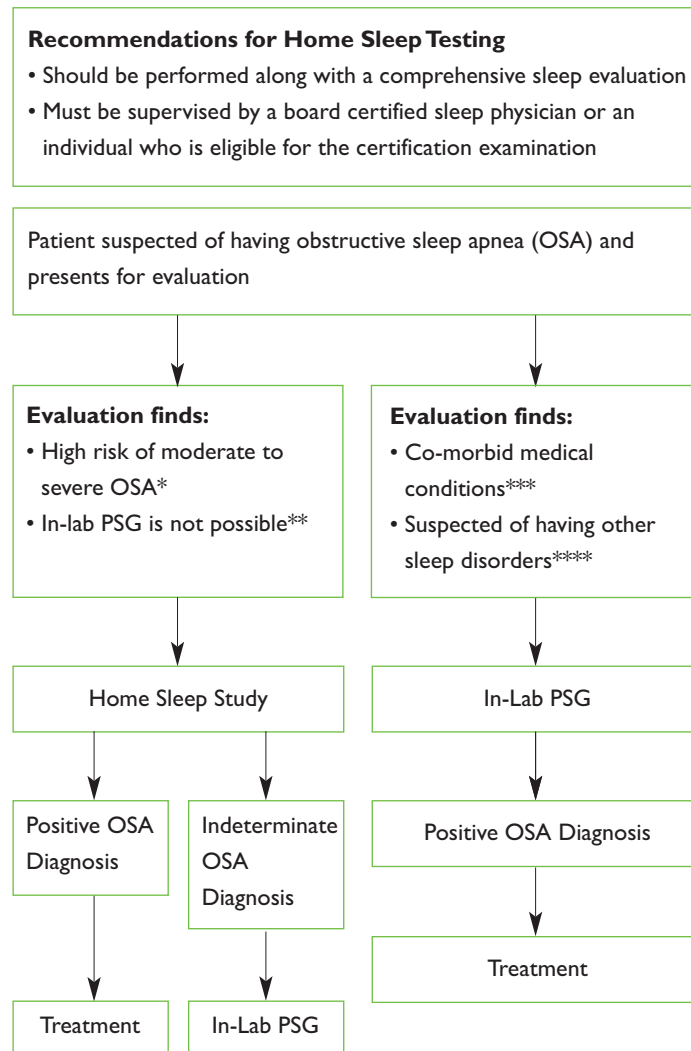 Recommendations for Home Sleep Testing
• Should be performed along with a comprehensive sleep evaluation
• Must be supervised by a board certified sleep physician or an
individual who is eligible for the certification examination
Patient suspected of having obstructive sleep apnea (OSA) and
presents for evaluation
Evaluation finds:
• High risk of moderate to
severe OSA*
• In-lab PSG is not possible**
Evaluation finds:
• Co-morbid medical
conditions***
• Suspected of having other
sleep disorders****
Home Sleep Study
In-Lab PSG
Positive OSA
Diagnosis
Indeterminate
OSA
Diagnosis
Positive OSA Diagnosis
Treatment
Treatment
In-Lab PSG